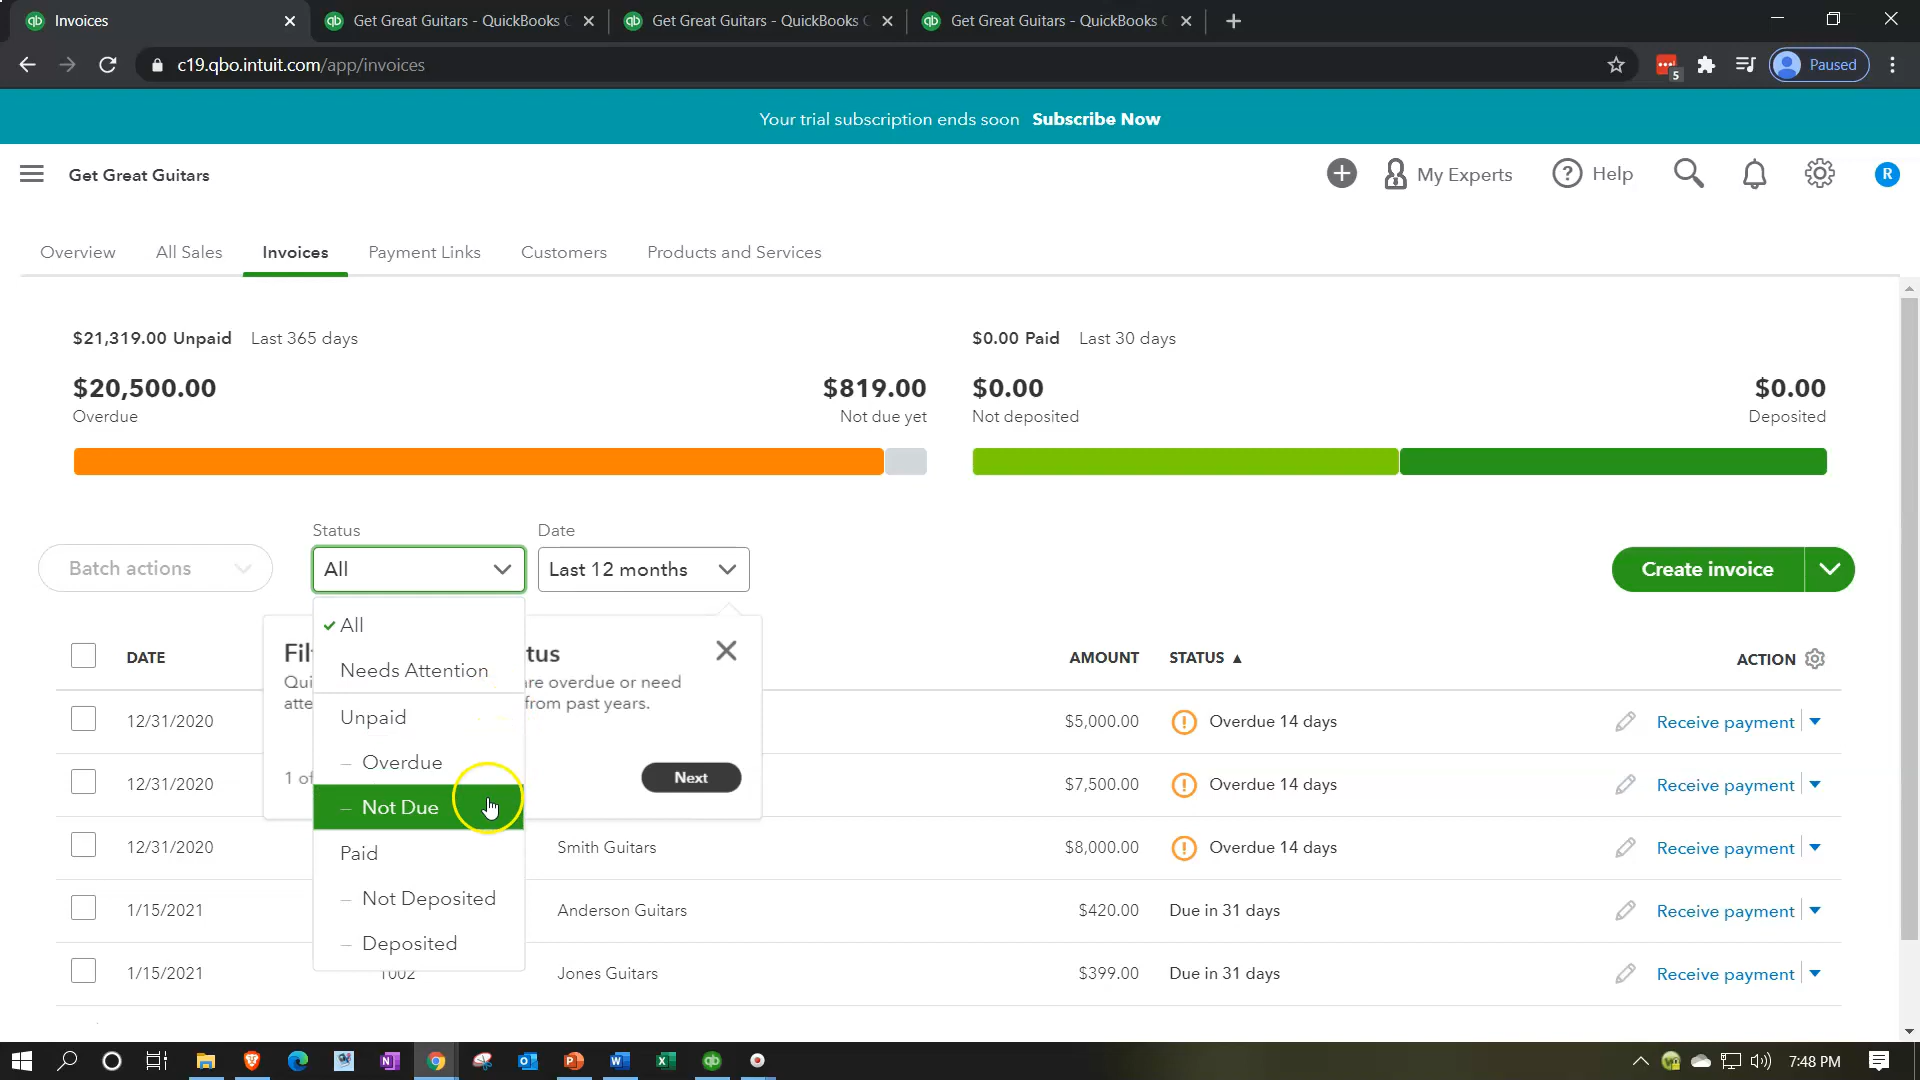 Invoices
Get Great Guitars - QuickBooks
Get Great Guitars - QuickBooks
Get Great Guitars - QuickBooks
c19.qbo.intuit.com/app/invoices
5
Paused
Your trial subscription ends soon Subscribe Now
Get Great Guitars
My Experts
Help
R
Overview
All Sales
Invoices
Payment Links
Customers
Products and Services
$21,319.00 Unpaid Last 365 days
$0.00 Paid Last 30 days
$20,500.00
$819.00
$0.00
$0.00
Overdue
Not due yet
Not deposited
Deposited
Status
Date
Batch actions
All
Last 12 months
Create invoice
All
Needs Attention
Unpaid
– Overdue
– Not Due
Paid
– Not Deposited
– Deposited
Fil tus
Qui re overdue or need
atte from past years.
1 of
Next
DATE
AMOUNT
STATUS ▲
ACTION
12/31/2020 $5,000.00 Overdue 14 days Receive payment
12/31/2020 $7,500.00 Overdue 14 days Receive payment
12/31/2020 Smith Guitars $8,000.00 Overdue 14 days Receive payment
1/15/2021 Anderson Guitars $420.00 Due in 31 days Receive payment
1/15/2021 1002 Jones Guitars $399.00 Due in 31 days Receive payment
7:48 PM